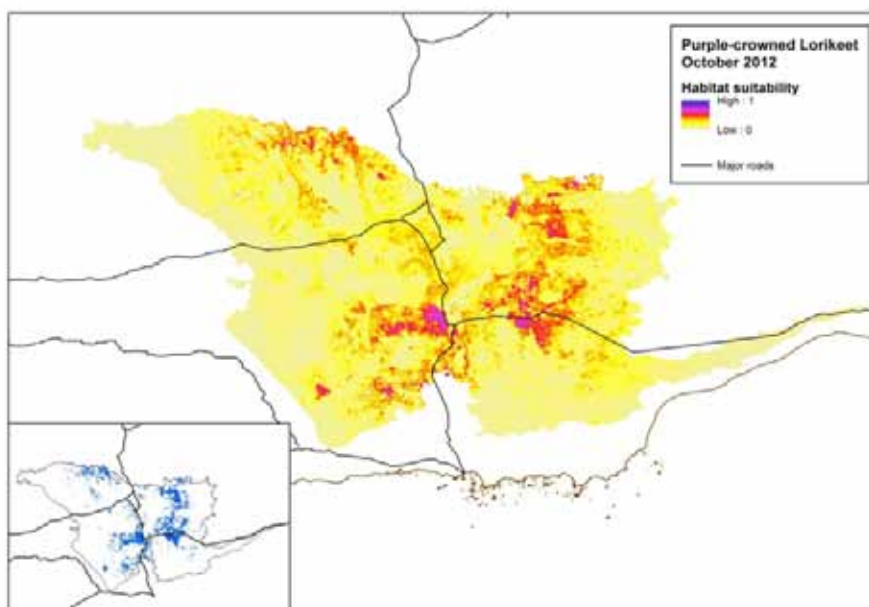 Purple-crowned Lorikeet
October 2012
Habitat suitability
High : 1
Low : 0
Major roads